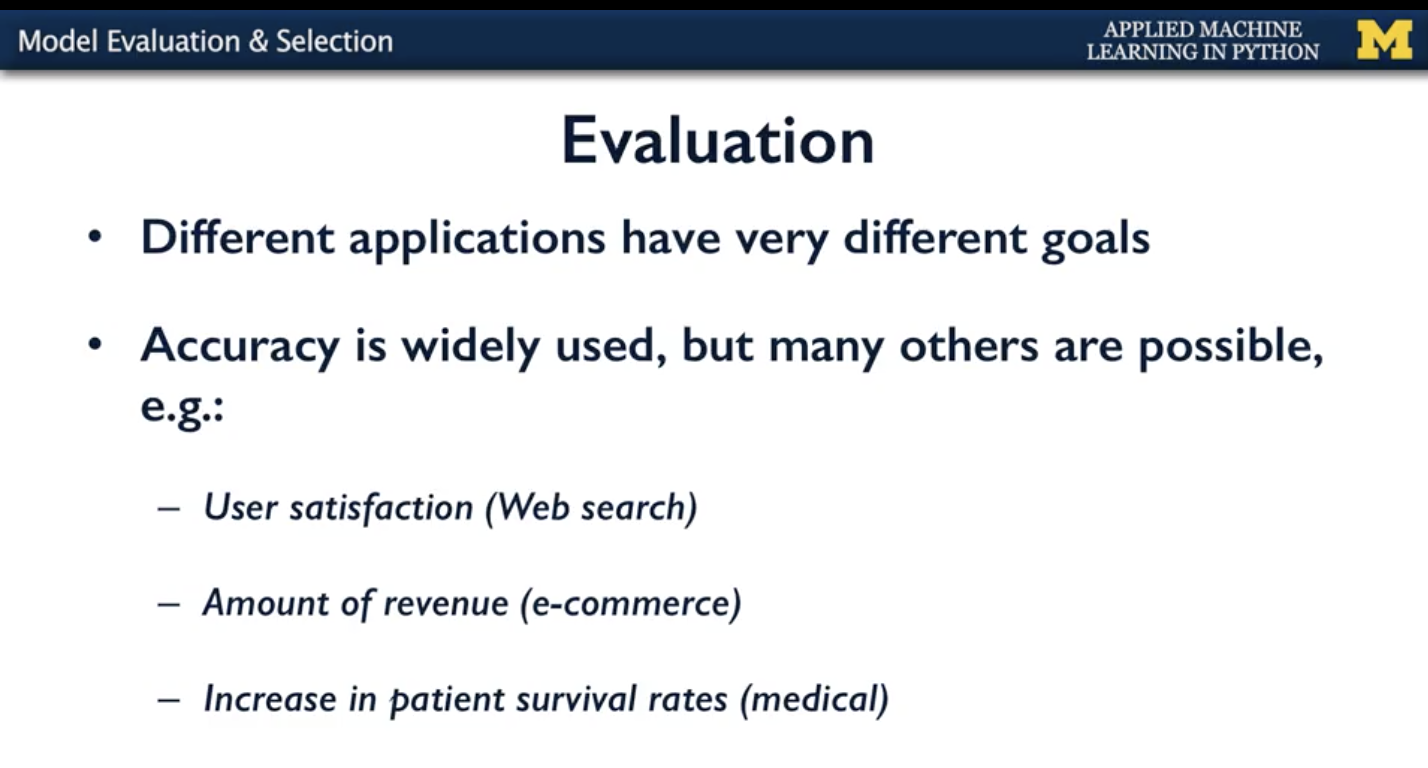 Model Evaluation & Selection
APPLIED MACHINE
LEARNING IN PYTHON
M
Evaluation
• Different applications have very different goals
• Accuracy is widely used, but many others are possible,
e.g.:
– User satisfaction (Web search)
– Amount of revenue (e-commerce)
– Increase in patient survival rates (medical)